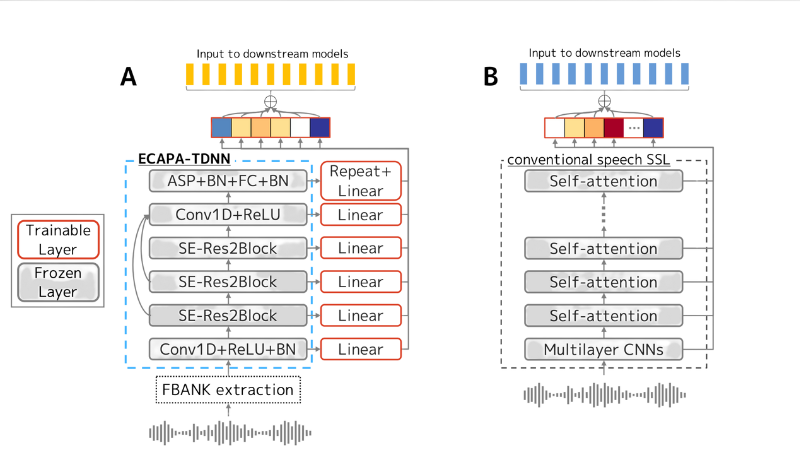 A
Input to downstream models
ECAPA-TDNN
ASP+BN+FC+BN
Repeat+
Linear
Conv1D+ReLU
Linear
SE-Res2Block
Linear
SE-Res2Block
Linear
SE-Res2Block
Linear
Conv1D+ReLU+BN
Linear
FBANK extraction
Trainable
Layer
Frozen
Layer
B
Input to downstream models
...
conventional speech SSL
Self-attention
Self-attention
Self-attention
Self-attention
Multilayer CNNs